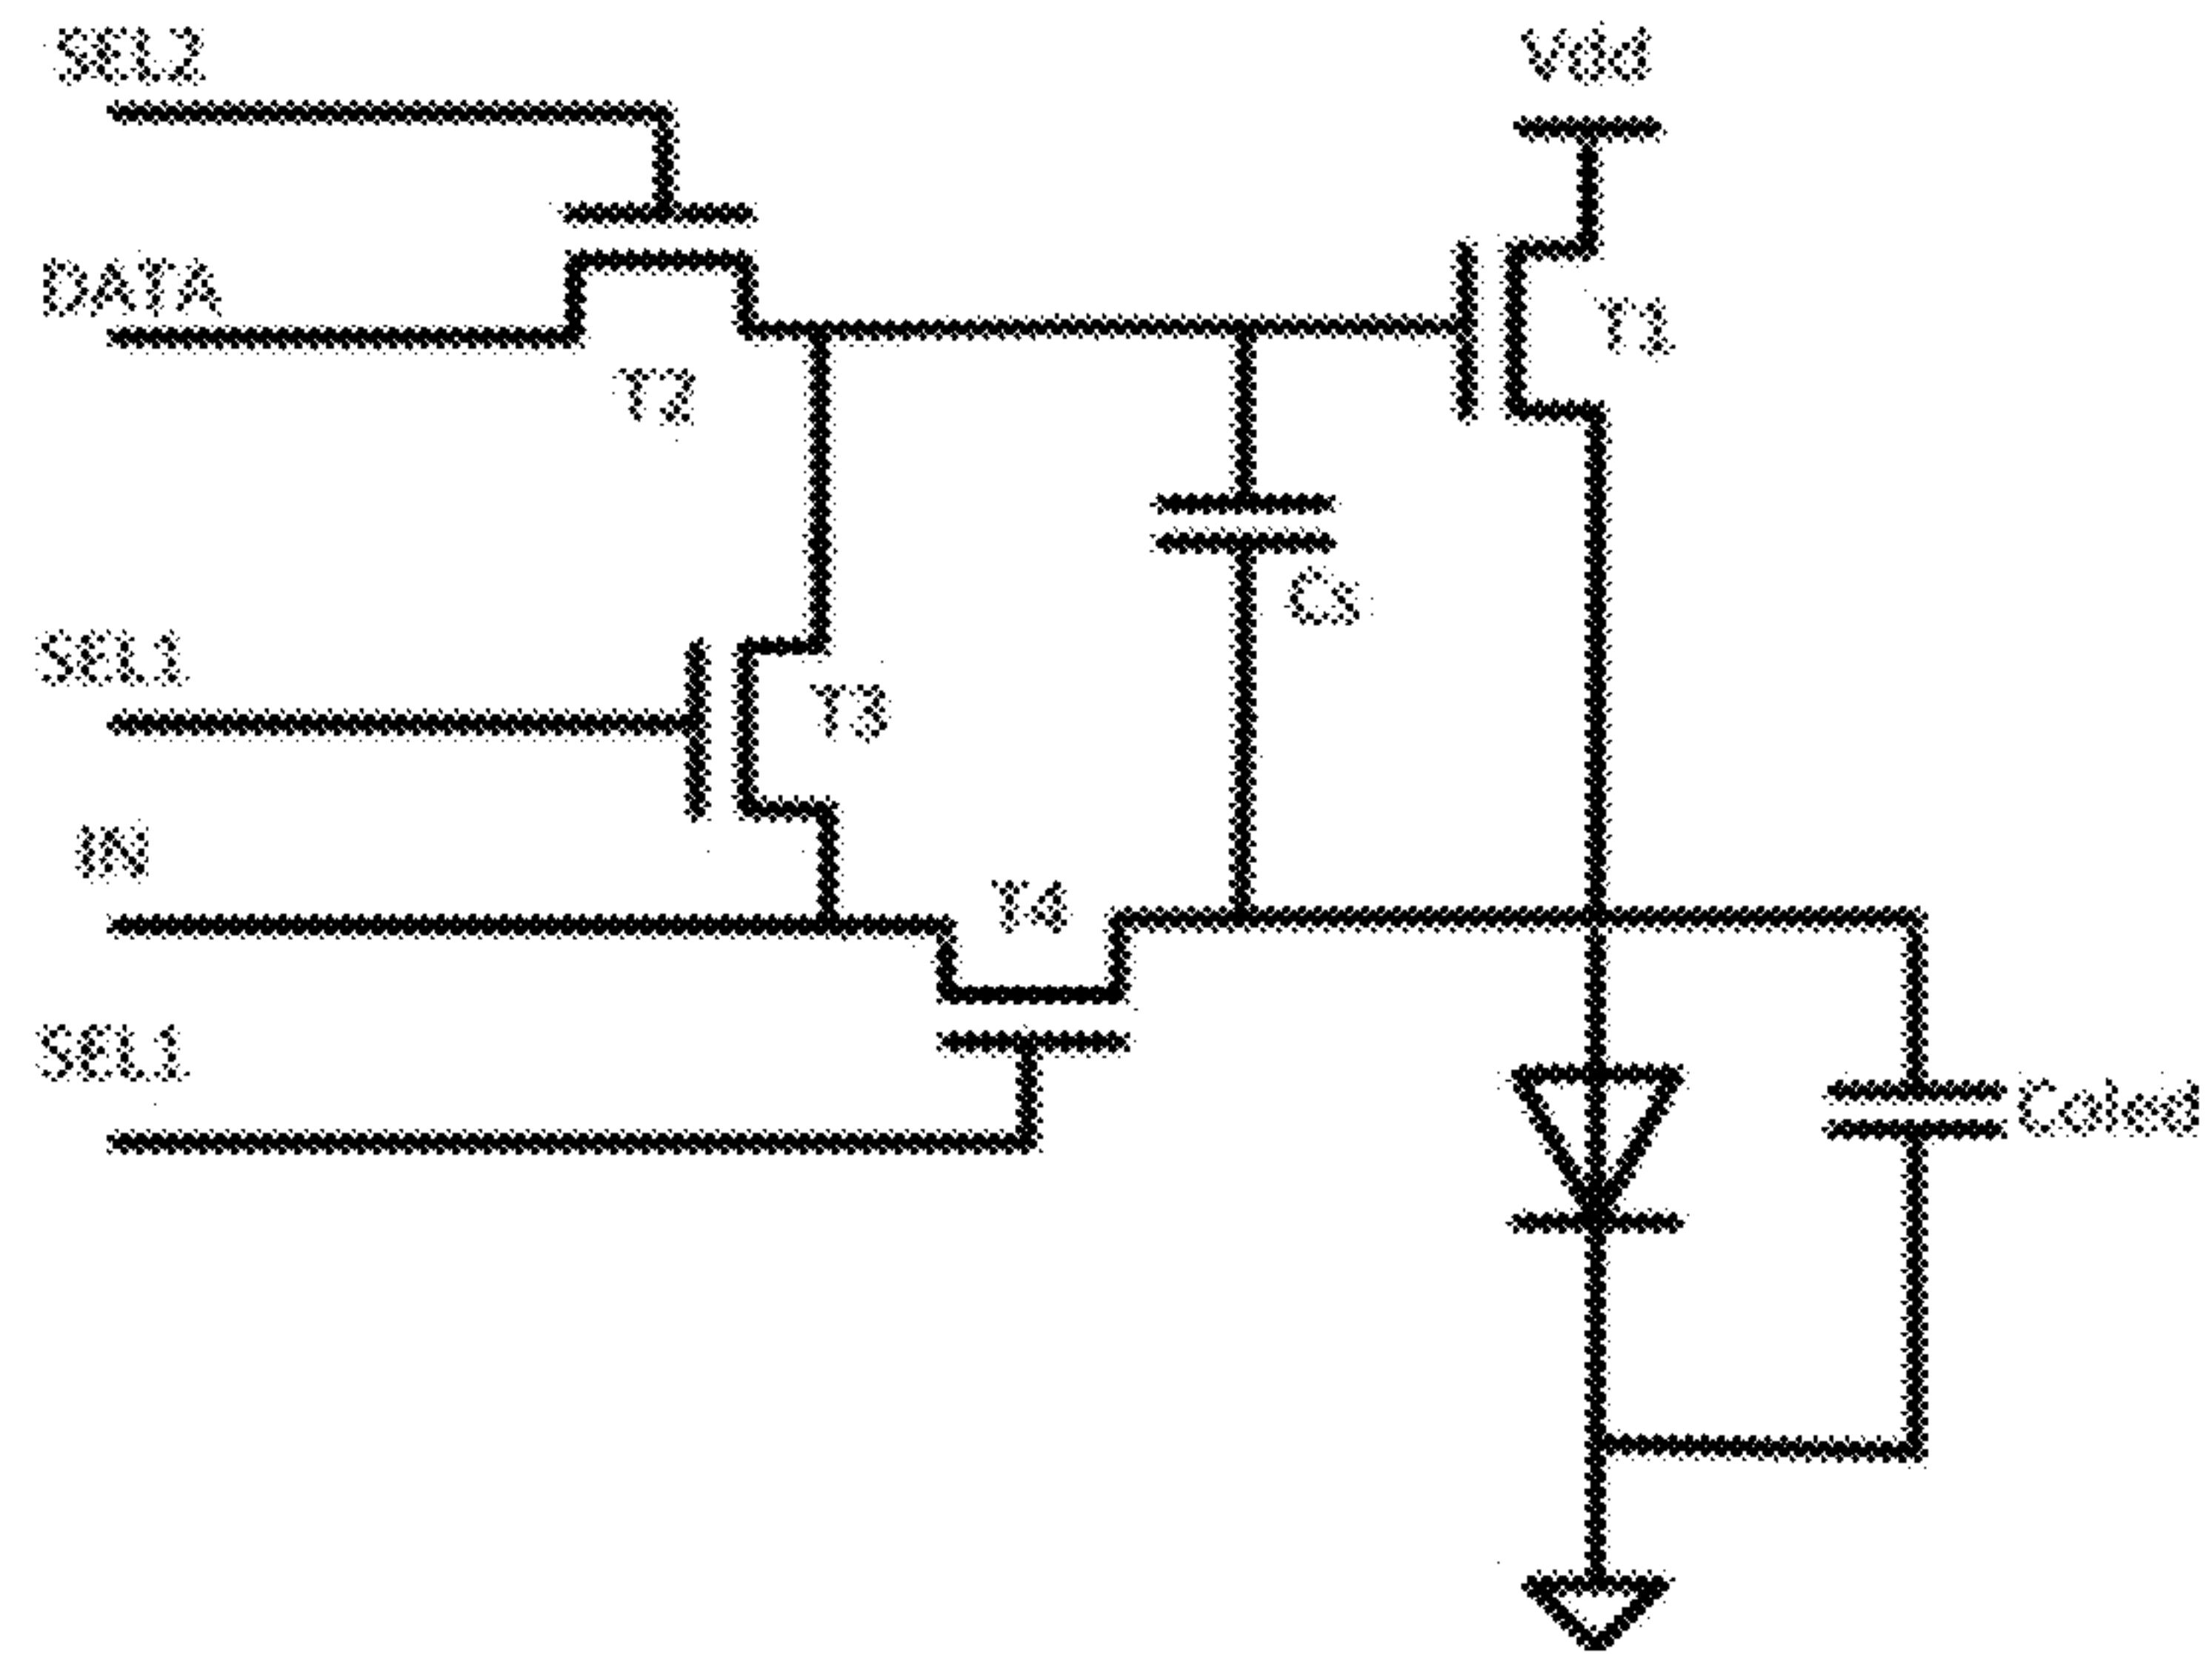 SEL2
Vdd
DATA
T1
T2
Cs
SEL1
T3
IN
T4
SEL1
Coled